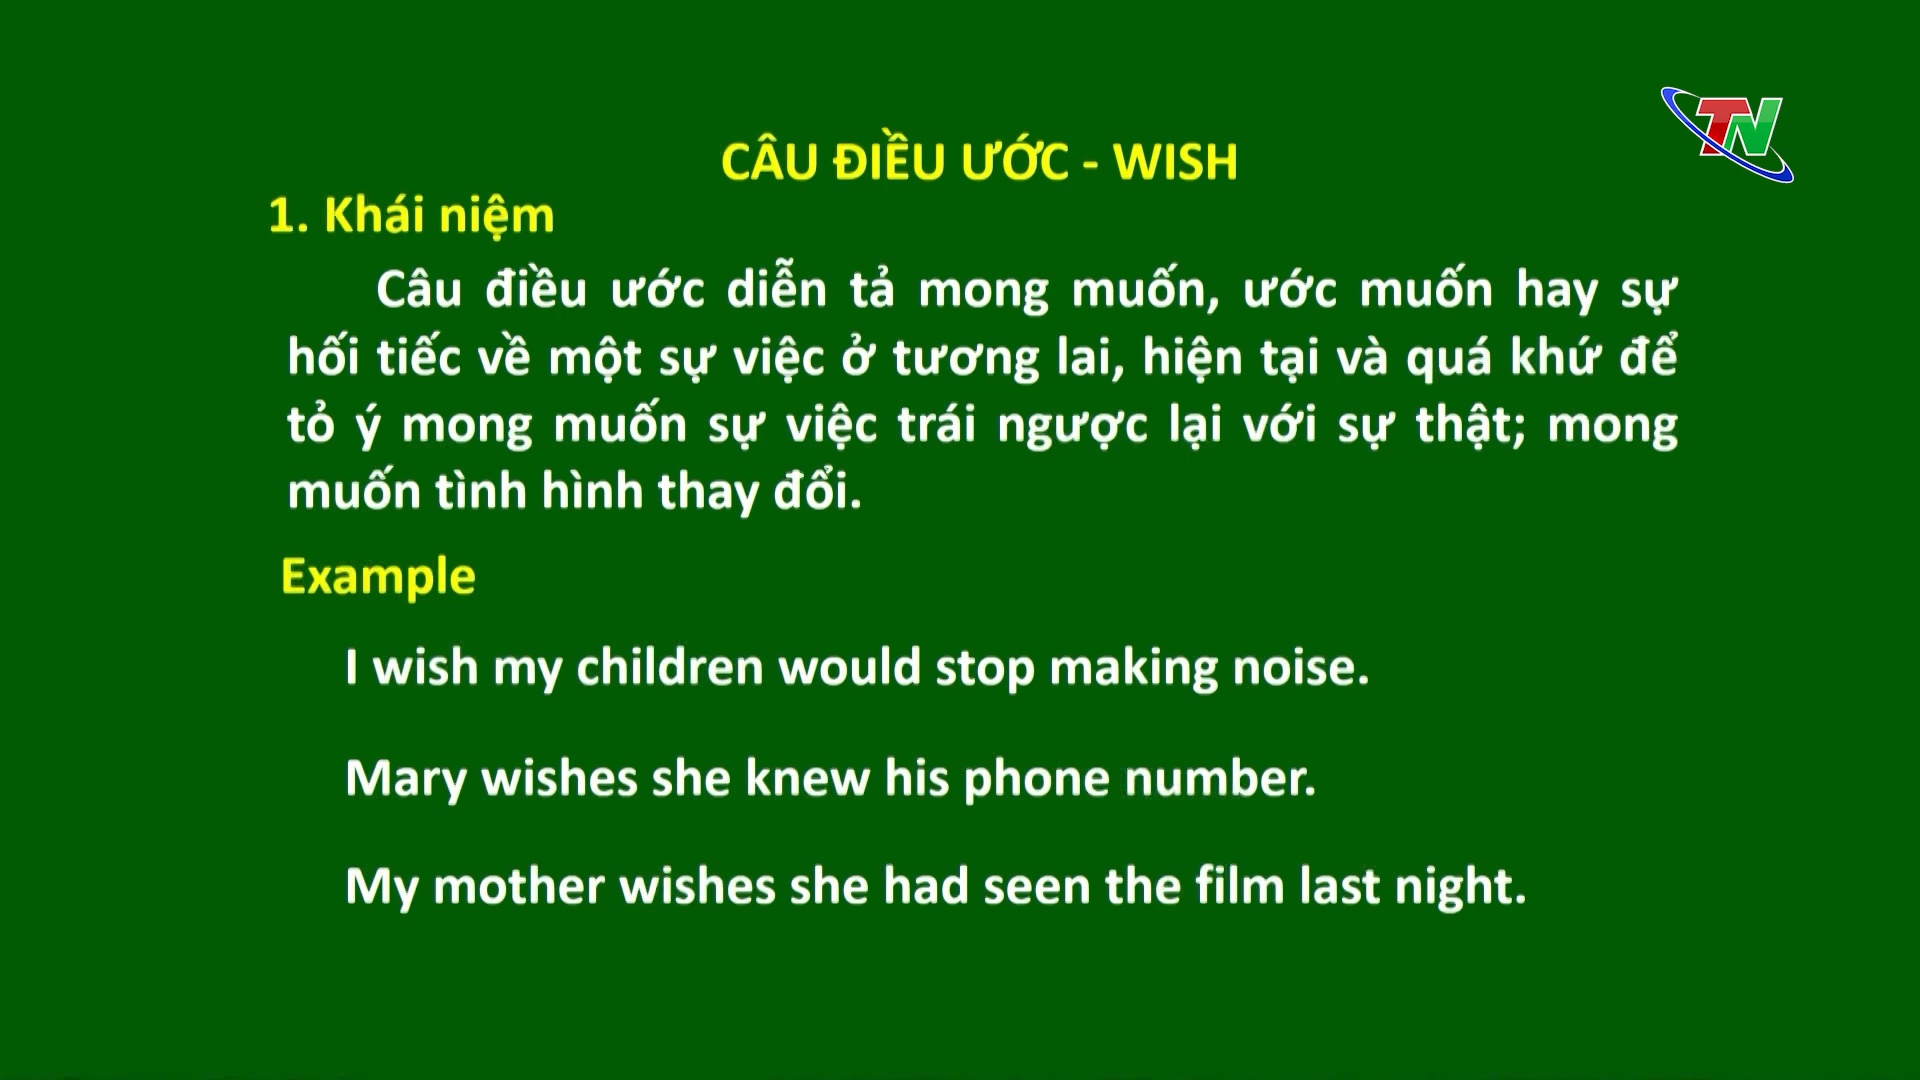 TN
CÂU ĐIỀU ƯỚC - WISH
1. Khái niệm
Câu điều ước diễn tả mong muốn, ước muốn hay sự
hối tiếc về một sự việc ở tương lai, hiện tại và quá khứ để
tỏ ý mong muốn sự việc trái ngược lại với sự thật; mong
muốn tình hình thay đổi.
Example
I wish my children would stop making noise.
Mary wishes she knew his phone number.
My mother wishes she had seen the film last night.